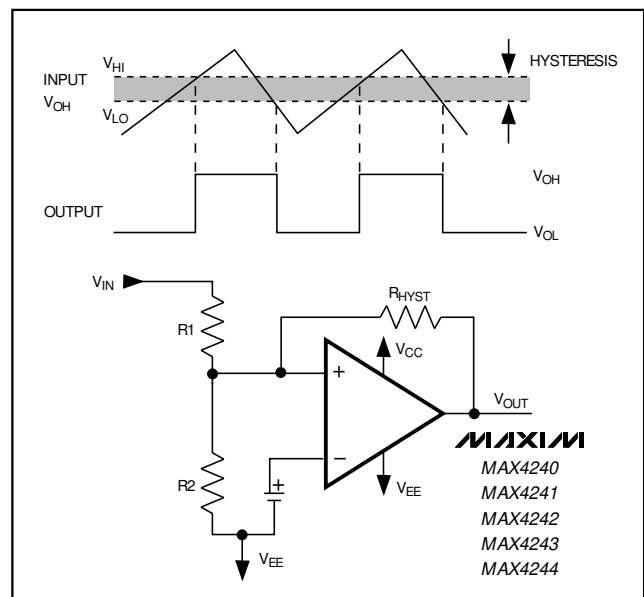 V_HI
HYSTERESIS
INPUT
V_OH
V_LO
V_OH
OUTPUT
V_OL
V_IN
R_HYST
R1
V_CC
+
V_OUT
MAXIM
−
+
R2
V_EE
V_EE
MAX4240
MAX4241
MAX4242
MAX4243
MAX4244